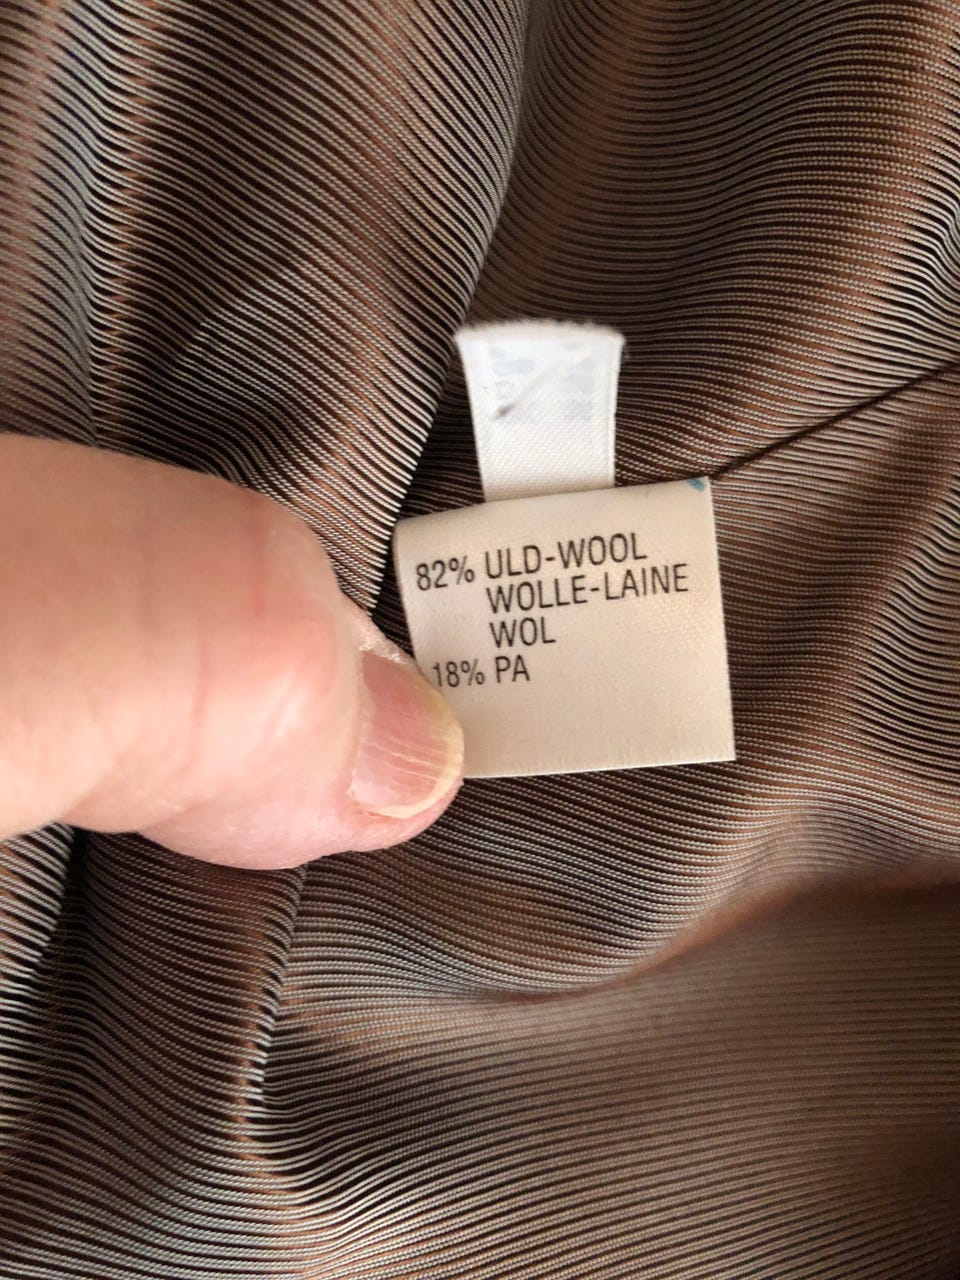 82% ULD-WOOL
WOLLE-LAINE
WOL
18% PA